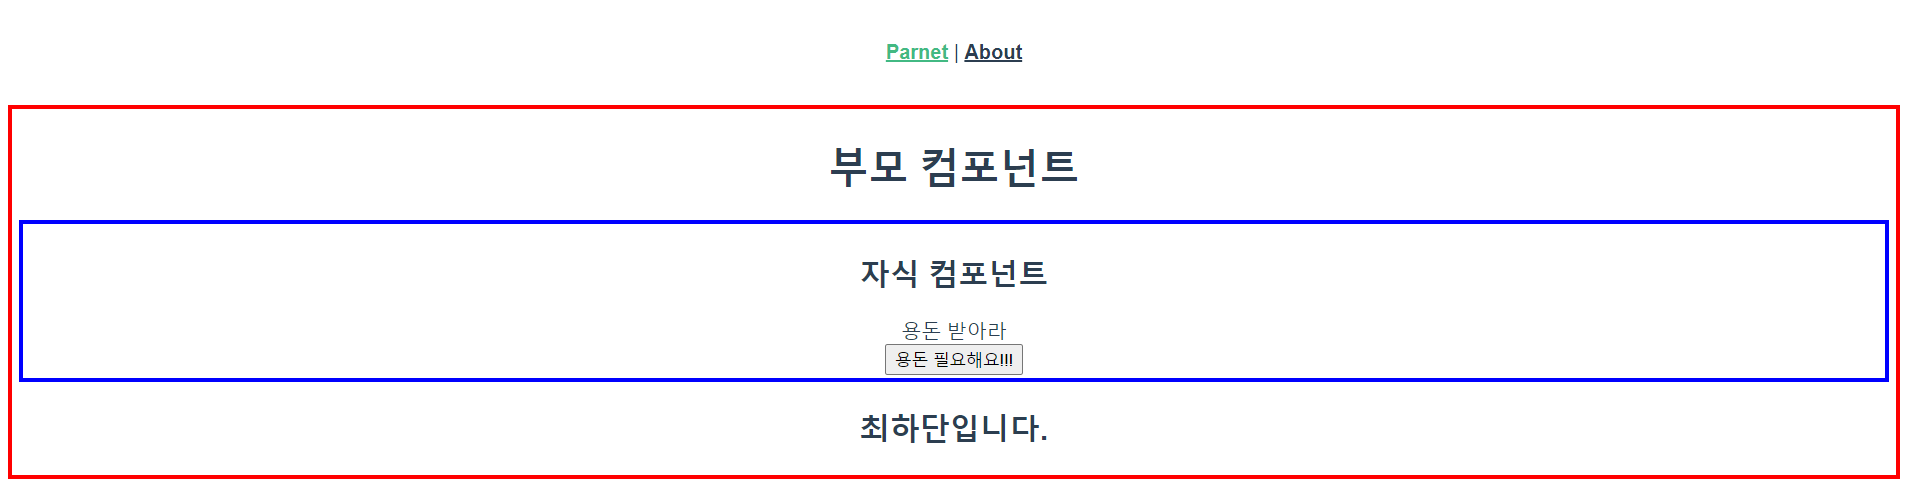 Parnet | About
부모 컴포넌트
자식 컴포넌트
용돈 받아라
용돈 필요해요!!!
최하단입니다.